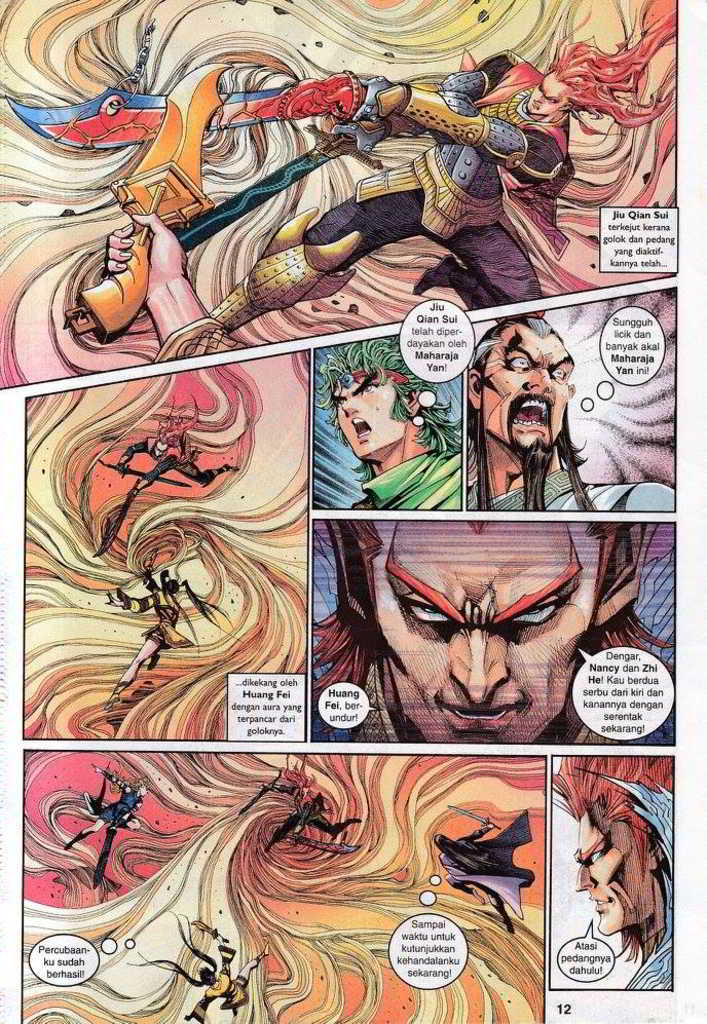 Jiu Qian Sui
terkejut kerana
golok dan pedang
yang diaktif-
kannya telah...
Jiu
Qian Sui
telah diper-
dayakan oleh
Maharaja
Yan!
Sungguh
licik dan
banyak akal
Maharaja
Yan ini!
...dikekang oleh
Huang Fei
dengan aura yang
terpancar dari
goloknya.
Huang
Fei, ber-
undur!
Dengar,
Nancy dan Zhi
He! Kau berdua
serbu dari kiri dan
kanannya dengan
serentak
sekarang!
Percubaan-
ku sudah
berhasil!
Sampai
waktu untuk
kutunjukkan
kehandalanku
sekarang!
Atasi
pedangnya
dahulu!
12